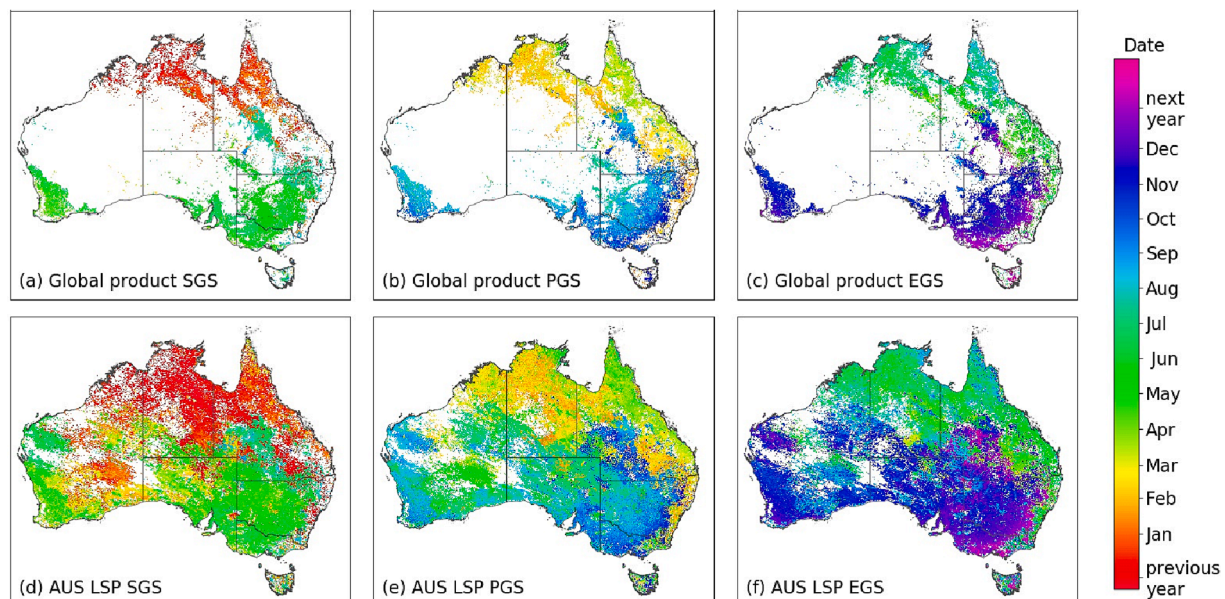 (a) Global product SGS
(b) Global product PGS
(c) Global product EGS
(d) AUS LSP SGS
(e) AUS LSP PGS
(f) AUS LSP EGS
Date
next
year
Dec
Nov
Oct
Sep
Aug
Jul
Jun
May
Apr
Mar
Feb
Jan
previous
year